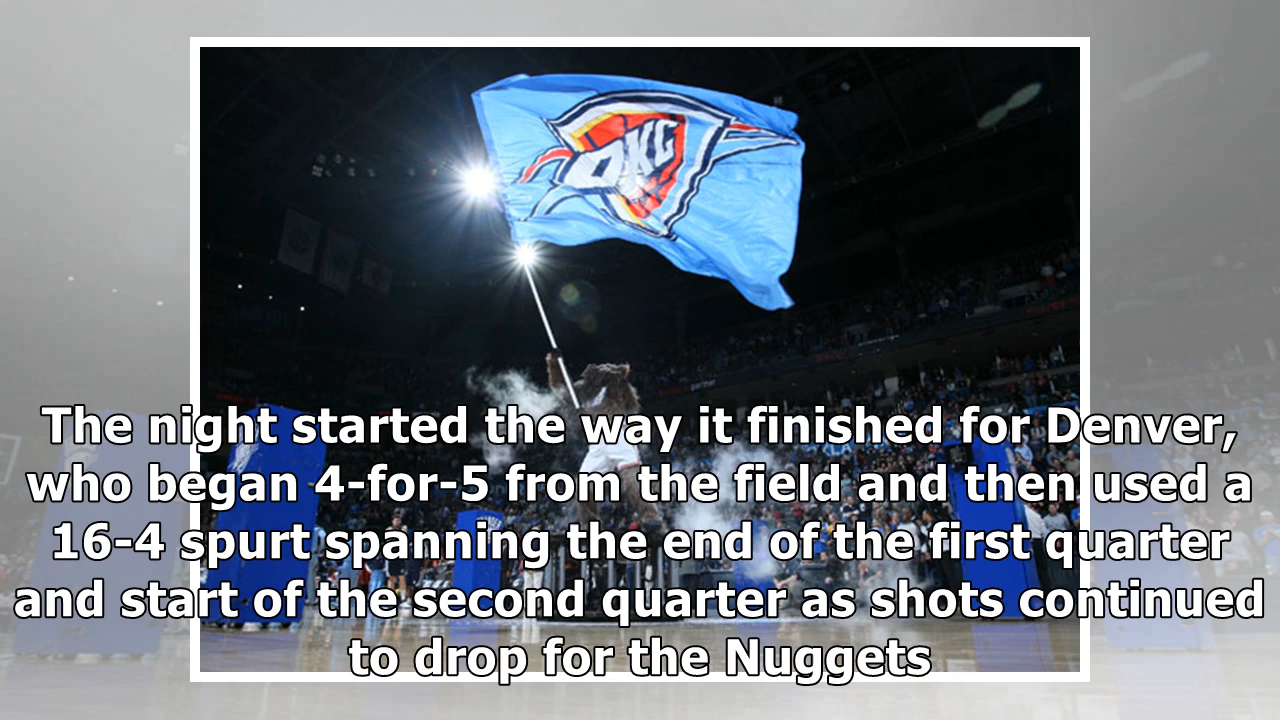 OKC
The night started the way it finished for Denver,
who began 4-for-5 from the field and then used a
16-4 spurt spanning the end of the first quarter
and start of the second quarter as shots continued
to drop for the Nuggets